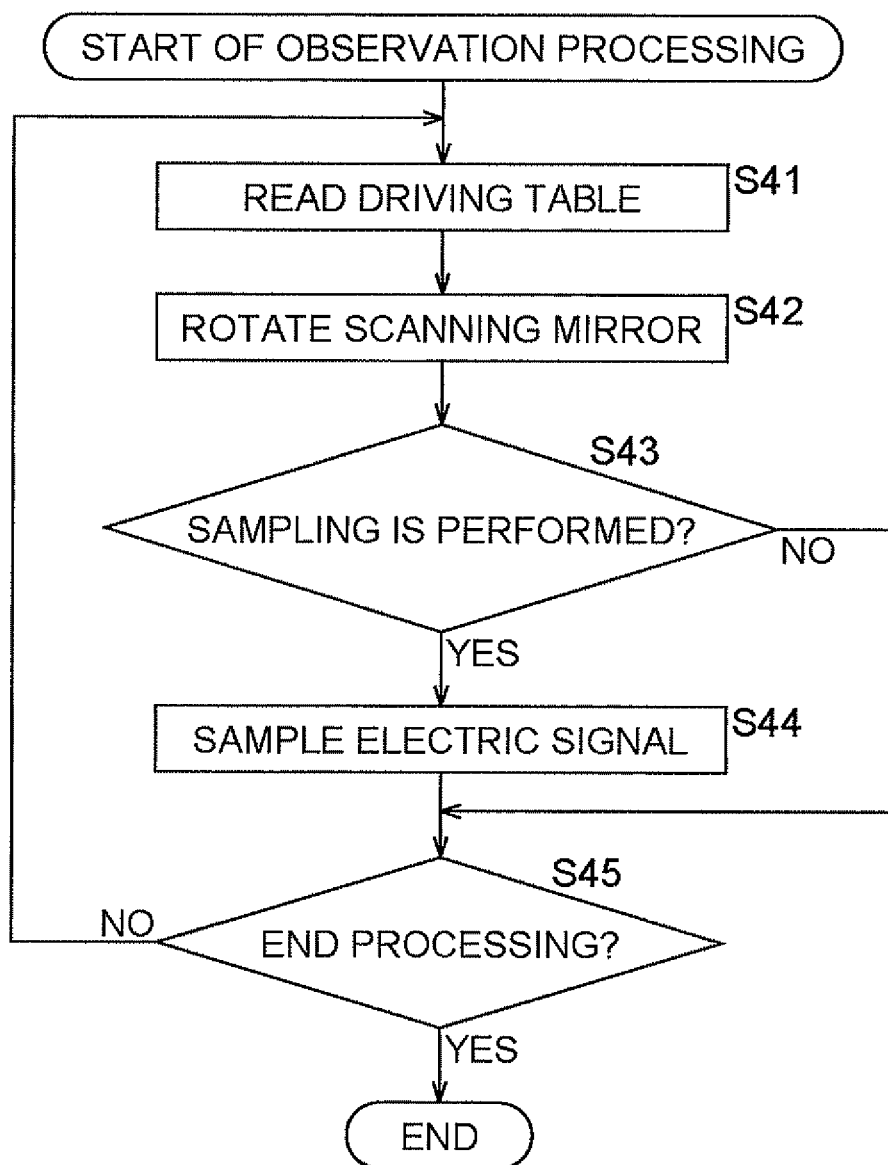 START OF OBSERVATION PROCESSING
S41
READ DRIVING TABLE
S42
ROTATE SCANNING MIRROR
S43
SAMPLING IS PERFORMED?
NO
YES
S44
SAMPLE ELECTRIC SIGNAL
S45
NO
END PROCESSING?
YES
END